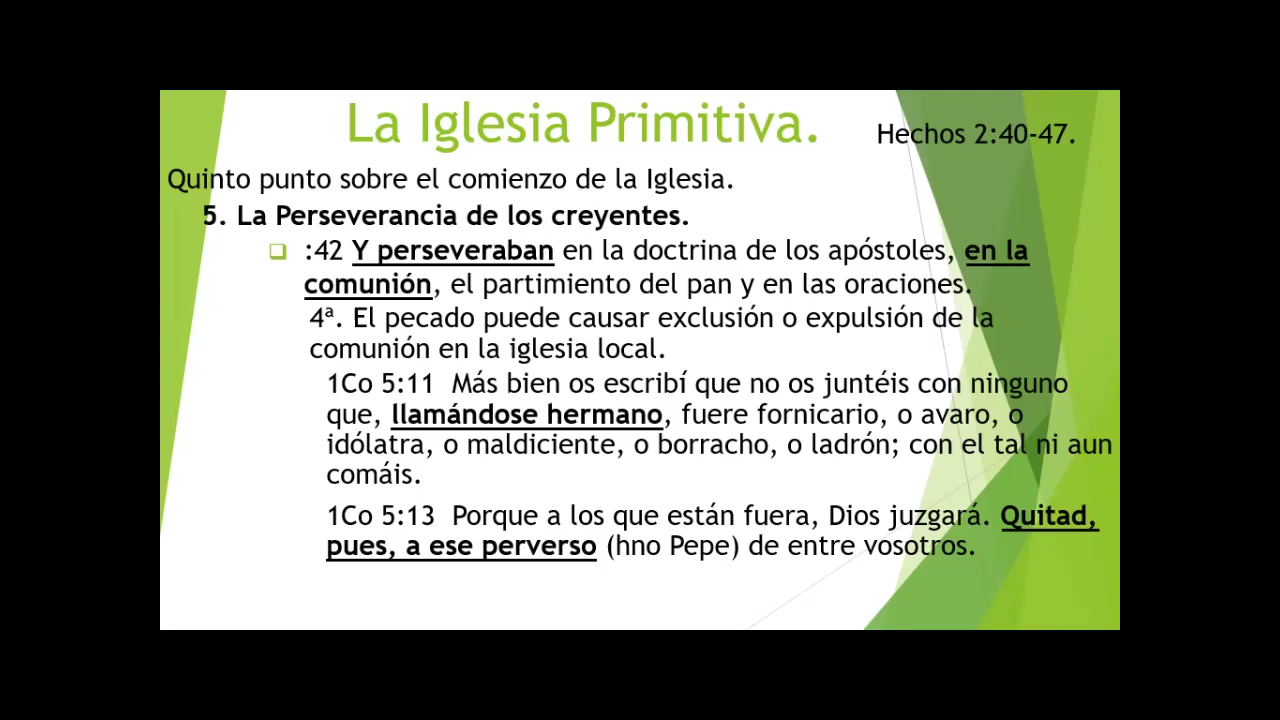 La Iglesia Primitiva.
Hechos 2:40-47.
Quinto punto sobre el comienzo de la Iglesia.
5. La Perseverancia de los creyentes.
:42 Y perseveraban en la doctrina de los apóstoles, en la
comunión, el partimiento del pan y en las oraciones.
4ª. El pecado puede causar exclusión o expulsión de la
comunión en la iglesia local.
1Co 5:11 Más bien os escribí que no os juntéis con ninguno
que, llamándose hermano, fuere fornicario, o avaro, o
idólatra, o maldiciente, o borracho, o ladrón; con el tal ni aun
comáis.
1Co 5:13 Porque a los que están fuera, Dios juzgará. Quitad,
pues, a ese perverso (hno Pepe) de entre vosotros.